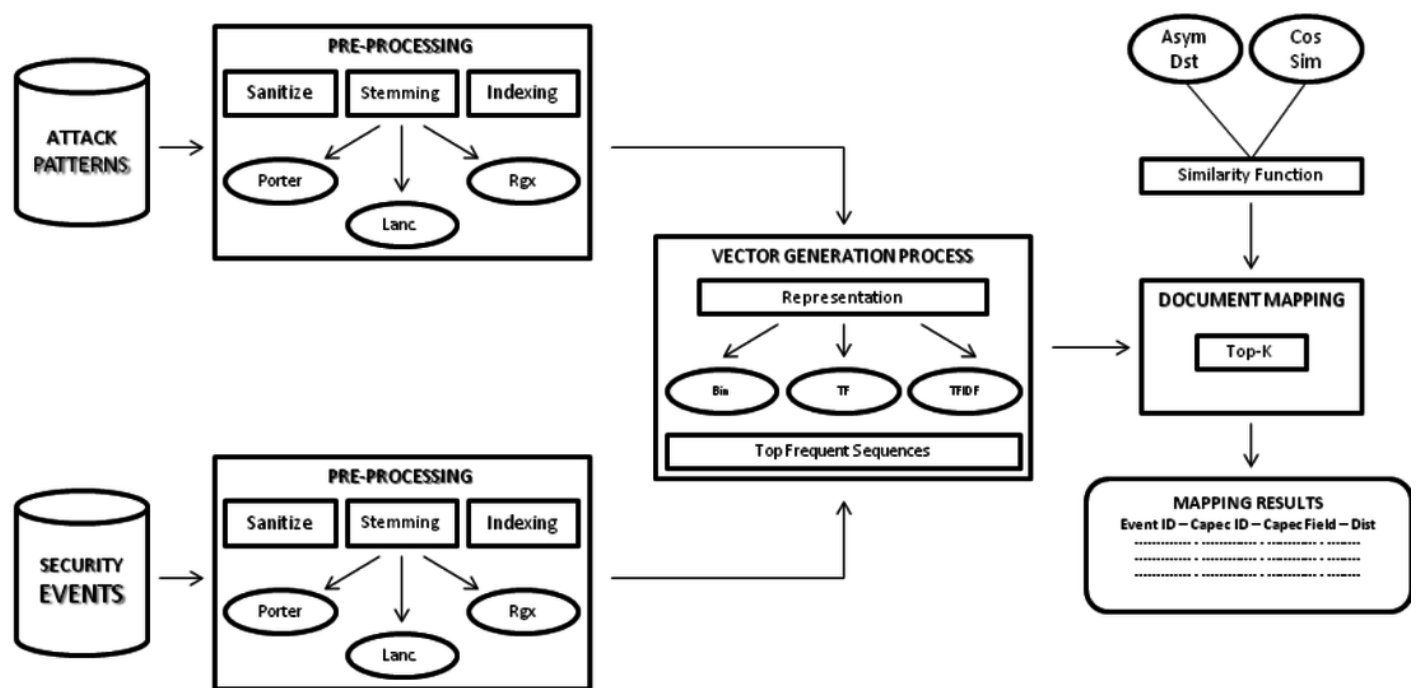 ATTACK
PATTERNS
PRE-PROCESSING
Sanitize
Stemming
Indexing
Porter
Rgx
Lanc.
SECURITY
EVENTS
PRE-PROCESSING
Sanitize
Stemming
Indexing
Porter
Rgx
Lanc.
VECTOR GENERATION PROCESS
Representation
Bin
TF
TFIDF
Top Frequent Sequences
Asym
Dst
Cos
Sim
Similarity Function
DOCUMENT MAPPING
Top-K
MAPPING RESULTS
Event ID – Capec ID – Capec Field – Dist